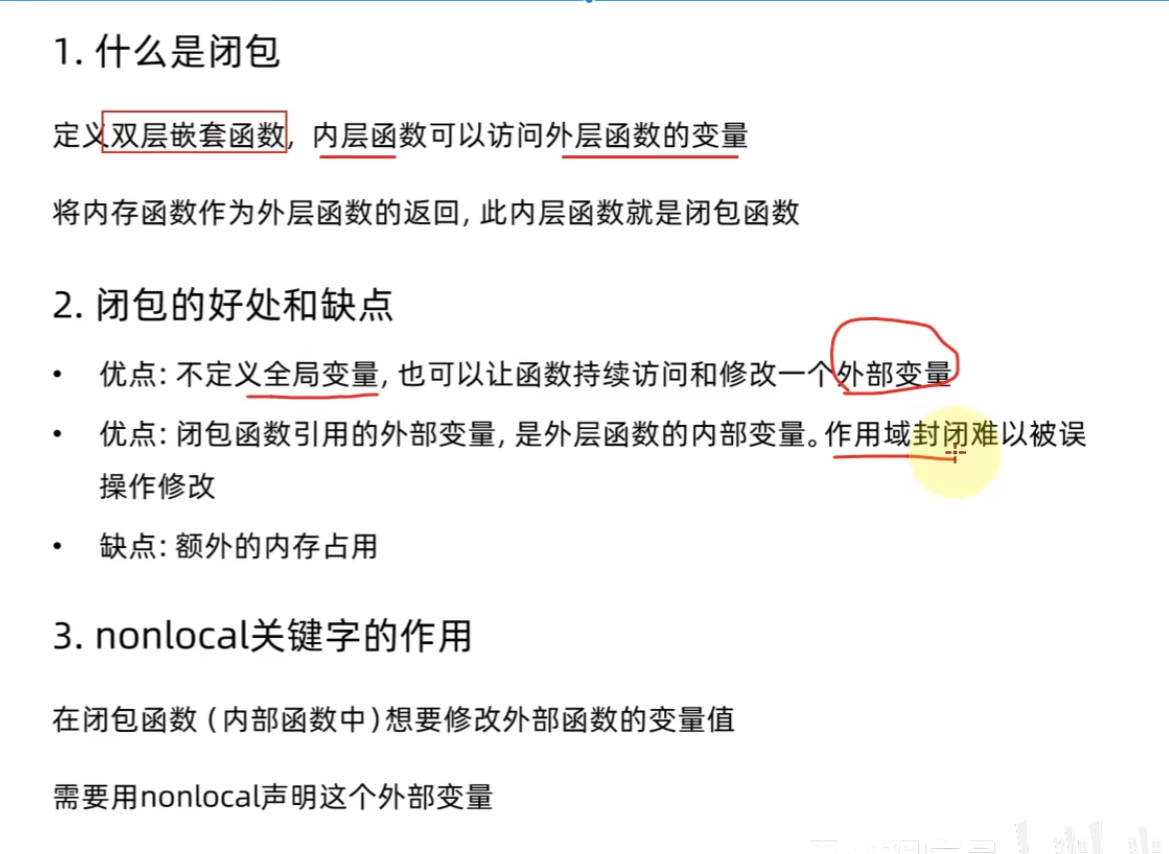 1. 什么是闭包
定义双层嵌套函数, 内层函数可以访问外层函数的变量
将内存函数作为外层函数的返回, 此内层函数就是闭包函数
2. 闭包的好处和缺点
• 优点: 不定义全局变量, 也可以让函数持续访问和修改一个外部变量
• 优点: 闭包函数引用的外部变量, 是外层函数的内部变量。作用域封闭难以被误
操作修改
• 缺点: 额外的内存占用
3. nonlocal关键字的作用
在闭包函数 (内部函数中) 想要修改外部函数的变量值
需要用nonlocal声明这个外部变量